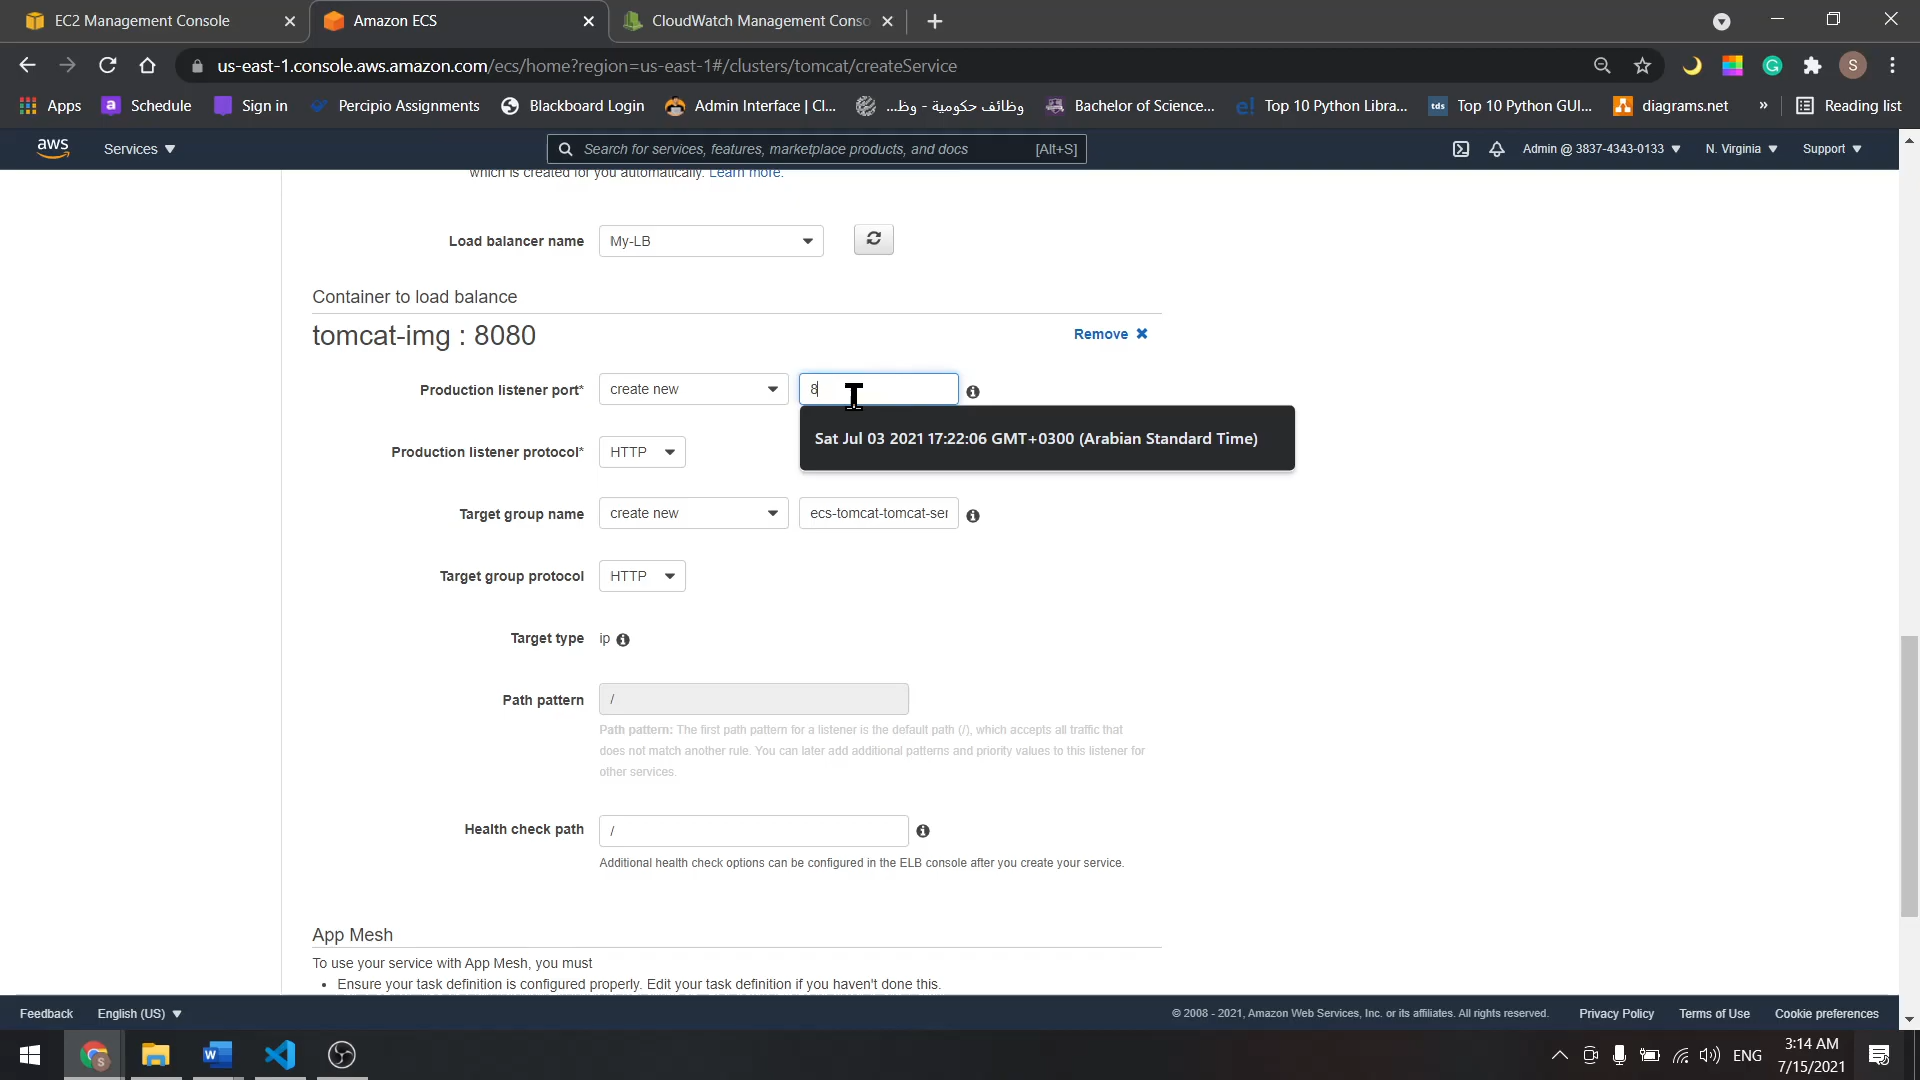 EC2 Management Console
Amazon ECS
CloudWatch Management Conso
us-east-1.console.aws.amazon.com/ecs/home?region=us-east-1#/clusters/tomcat/createService
Apps
Schedule
Sign in
Percipio Assignments
Blackboard Login
Admin Interface | Cl...
وظائف حكومية - وظ...
Bachelor of Science...
Top 10 Python Libra...
Top 10 Python GUI...
diagrams.net
»
Reading list
aws
Services
Search for services, features, marketplace products, and docs
[Alt+S]
Admin @ 3837-4343-0133
N. Virginia
Support
which is created for you automatically. Learn more.
Load balancer name
My-LB
Container to load balance
tomcat-img : 8080
Remove
Production listener port*
create new
8
Sat Jul 03 2021 17:22:06 GMT+0300 (Arabian Standard Time)
Production listener protocol*
HTTP
Target group name
create new
ecs-tomcat-tomcat-ser
Target group protocol
HTTP
Target type
ip
Path pattern
/
Path pattern: The first path pattern for a listener is the default path (/), which accepts all traffic that
does not match another rule. You can later add additional patterns and priority values to this listener for
other services.
Health check path
/
Additional health check options can be configured in the ELB console after you create your service.
App Mesh
To use your service with App Mesh, you must
• Ensure your task definition is configured properly. Edit your task definition if you haven't done this.
Feedback
English (US)
© 2008 - 2021, Amazon Web Services, Inc. or its affiliates. All rights reserved.
Privacy Policy
Terms of Use
Cookie preferences
ENG
3:14 AM
7/15/2021